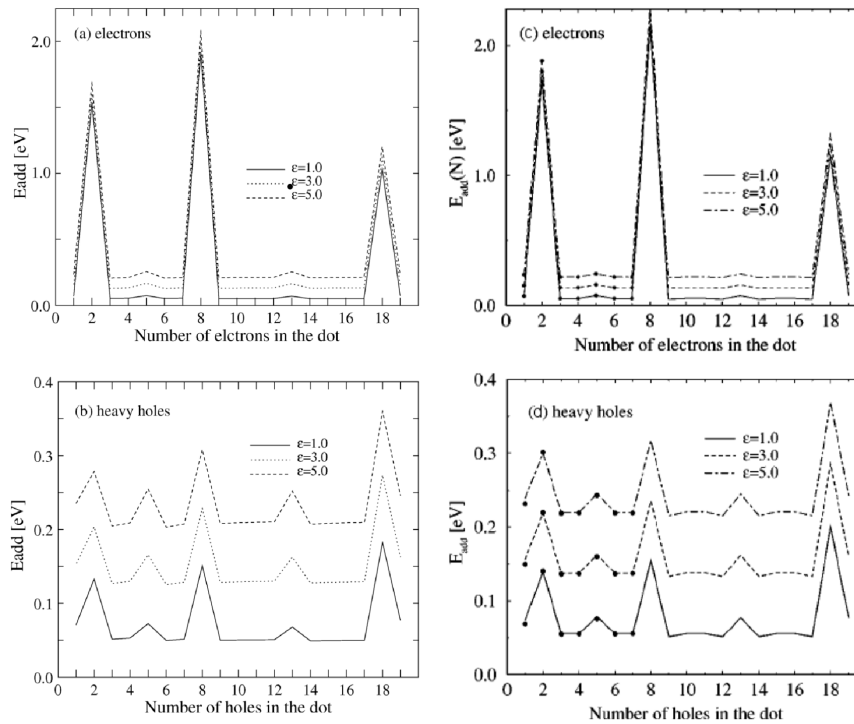 (a) electrons
2.0
1.0
0.0
Eadd [eV]
ε=1.0
ε=3.0
ε=5.0
2 4 6 8 10 12 14 16 18
Number of elctrons in the dot
(c) electrons
2.0
1.0
0.0
E_add(N) [eV]
ε=1.0
ε=3.0
ε=5.0
0 2 4 6 8 10 12 14 16 18
Number of electrons in the dot
(b) heavy holes
0.4
0.3
0.2
0.1
0.0
Eadd [eV]
ε=1.0
ε=3.0
ε=5.0
2 4 6 8 10 12 14 16 18
Number of holes in the dot
(d) heavy holes
0.4
0.3
0.2
0.1
0.0
E_add [eV]
ε=1.0
ε=3.0
ε=5.0
0 2 4 6 8 10 12 14 16 18 20
Number of holes in the dot